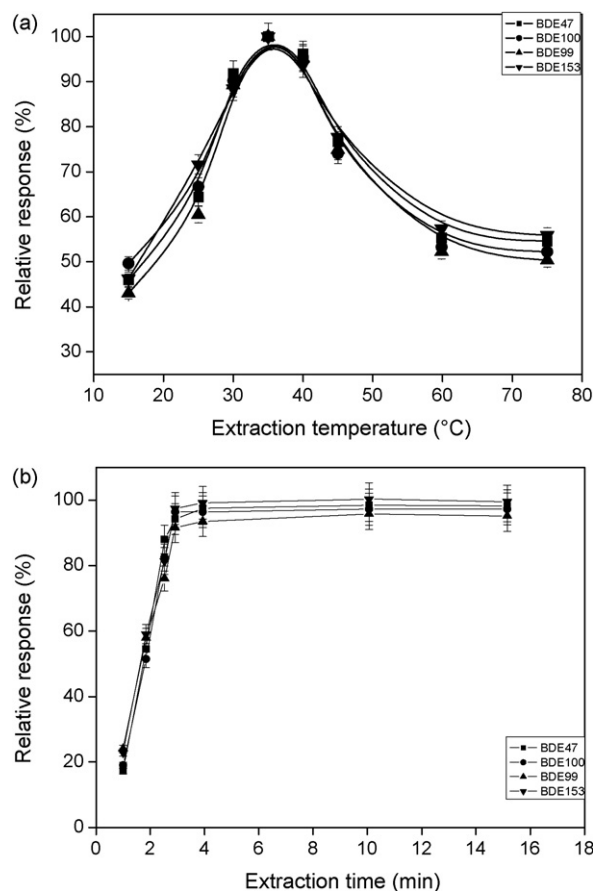 (a)
BDE47
BDE100
BDE99
BDE153
100
90
80
70
60
50
40
30
Relative response (%)
10 20 30 40 50 60 70 80
Extraction temperature (°C)
(b)
100
80
60
40
20
0
Relative response (%)
BDE47
BDE100
BDE99
BDE153
0 2 4 6 8 10 12 14 16 18
Extraction time (min)